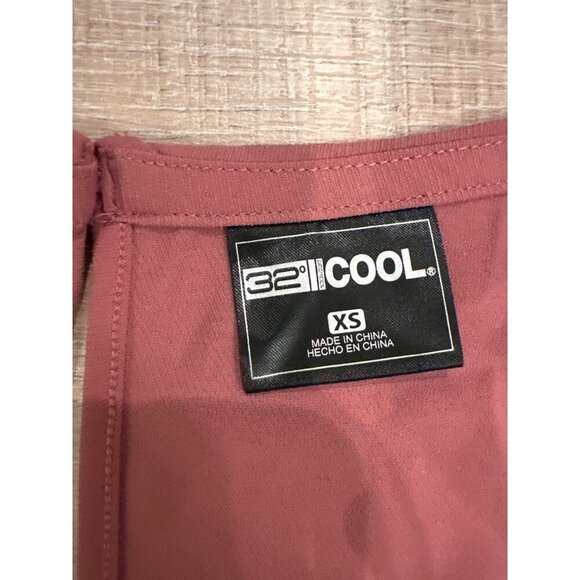 32° COOL®
XS
MADE IN CHINA
HECHO EN CHINA